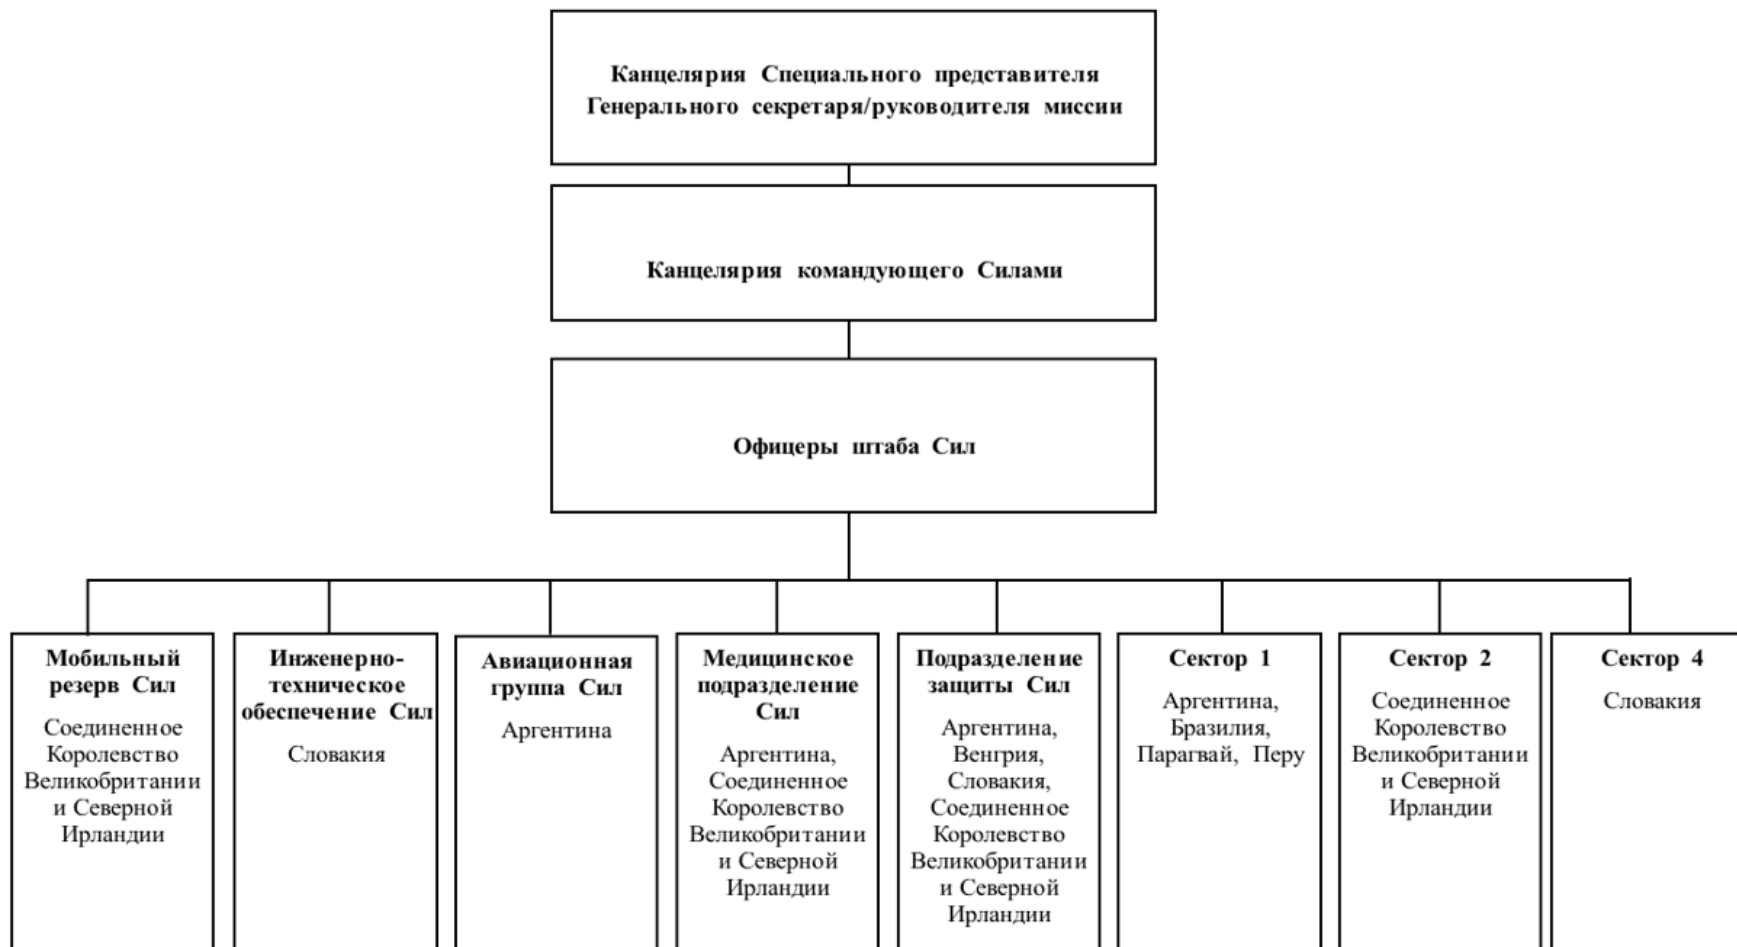 Канцелярия Специального представителя
Генерального секретаря/руководителя миссии
Канцелярия командующего Силами
Офицеры штаба Сил
Мобильный
резерв Сил
Соединенное
Королевство
Великобритании
и Северной
Ирландии
Инженерно-
техническое
обеспечение Сил
Словакия
Авиационная
группа Сил
Аргентина
Медицинское
подразделение
Сил
Аргентина,
Соединенное
Королевство
Великобритании
и Северной
Ирландии
Подразделение
защиты Сил
Аргентина,
Венгрия,
Словакия,
Соединенное
Королевство
Великобритании
и Северной
Ирландии
Сектор 1
Аргентина,
Бразилия,
Парагвай, Перу
Сектор 2
Соединенное
Королевство
Великобритании
и Северной
Ирландии
Сектор 4
Словакия